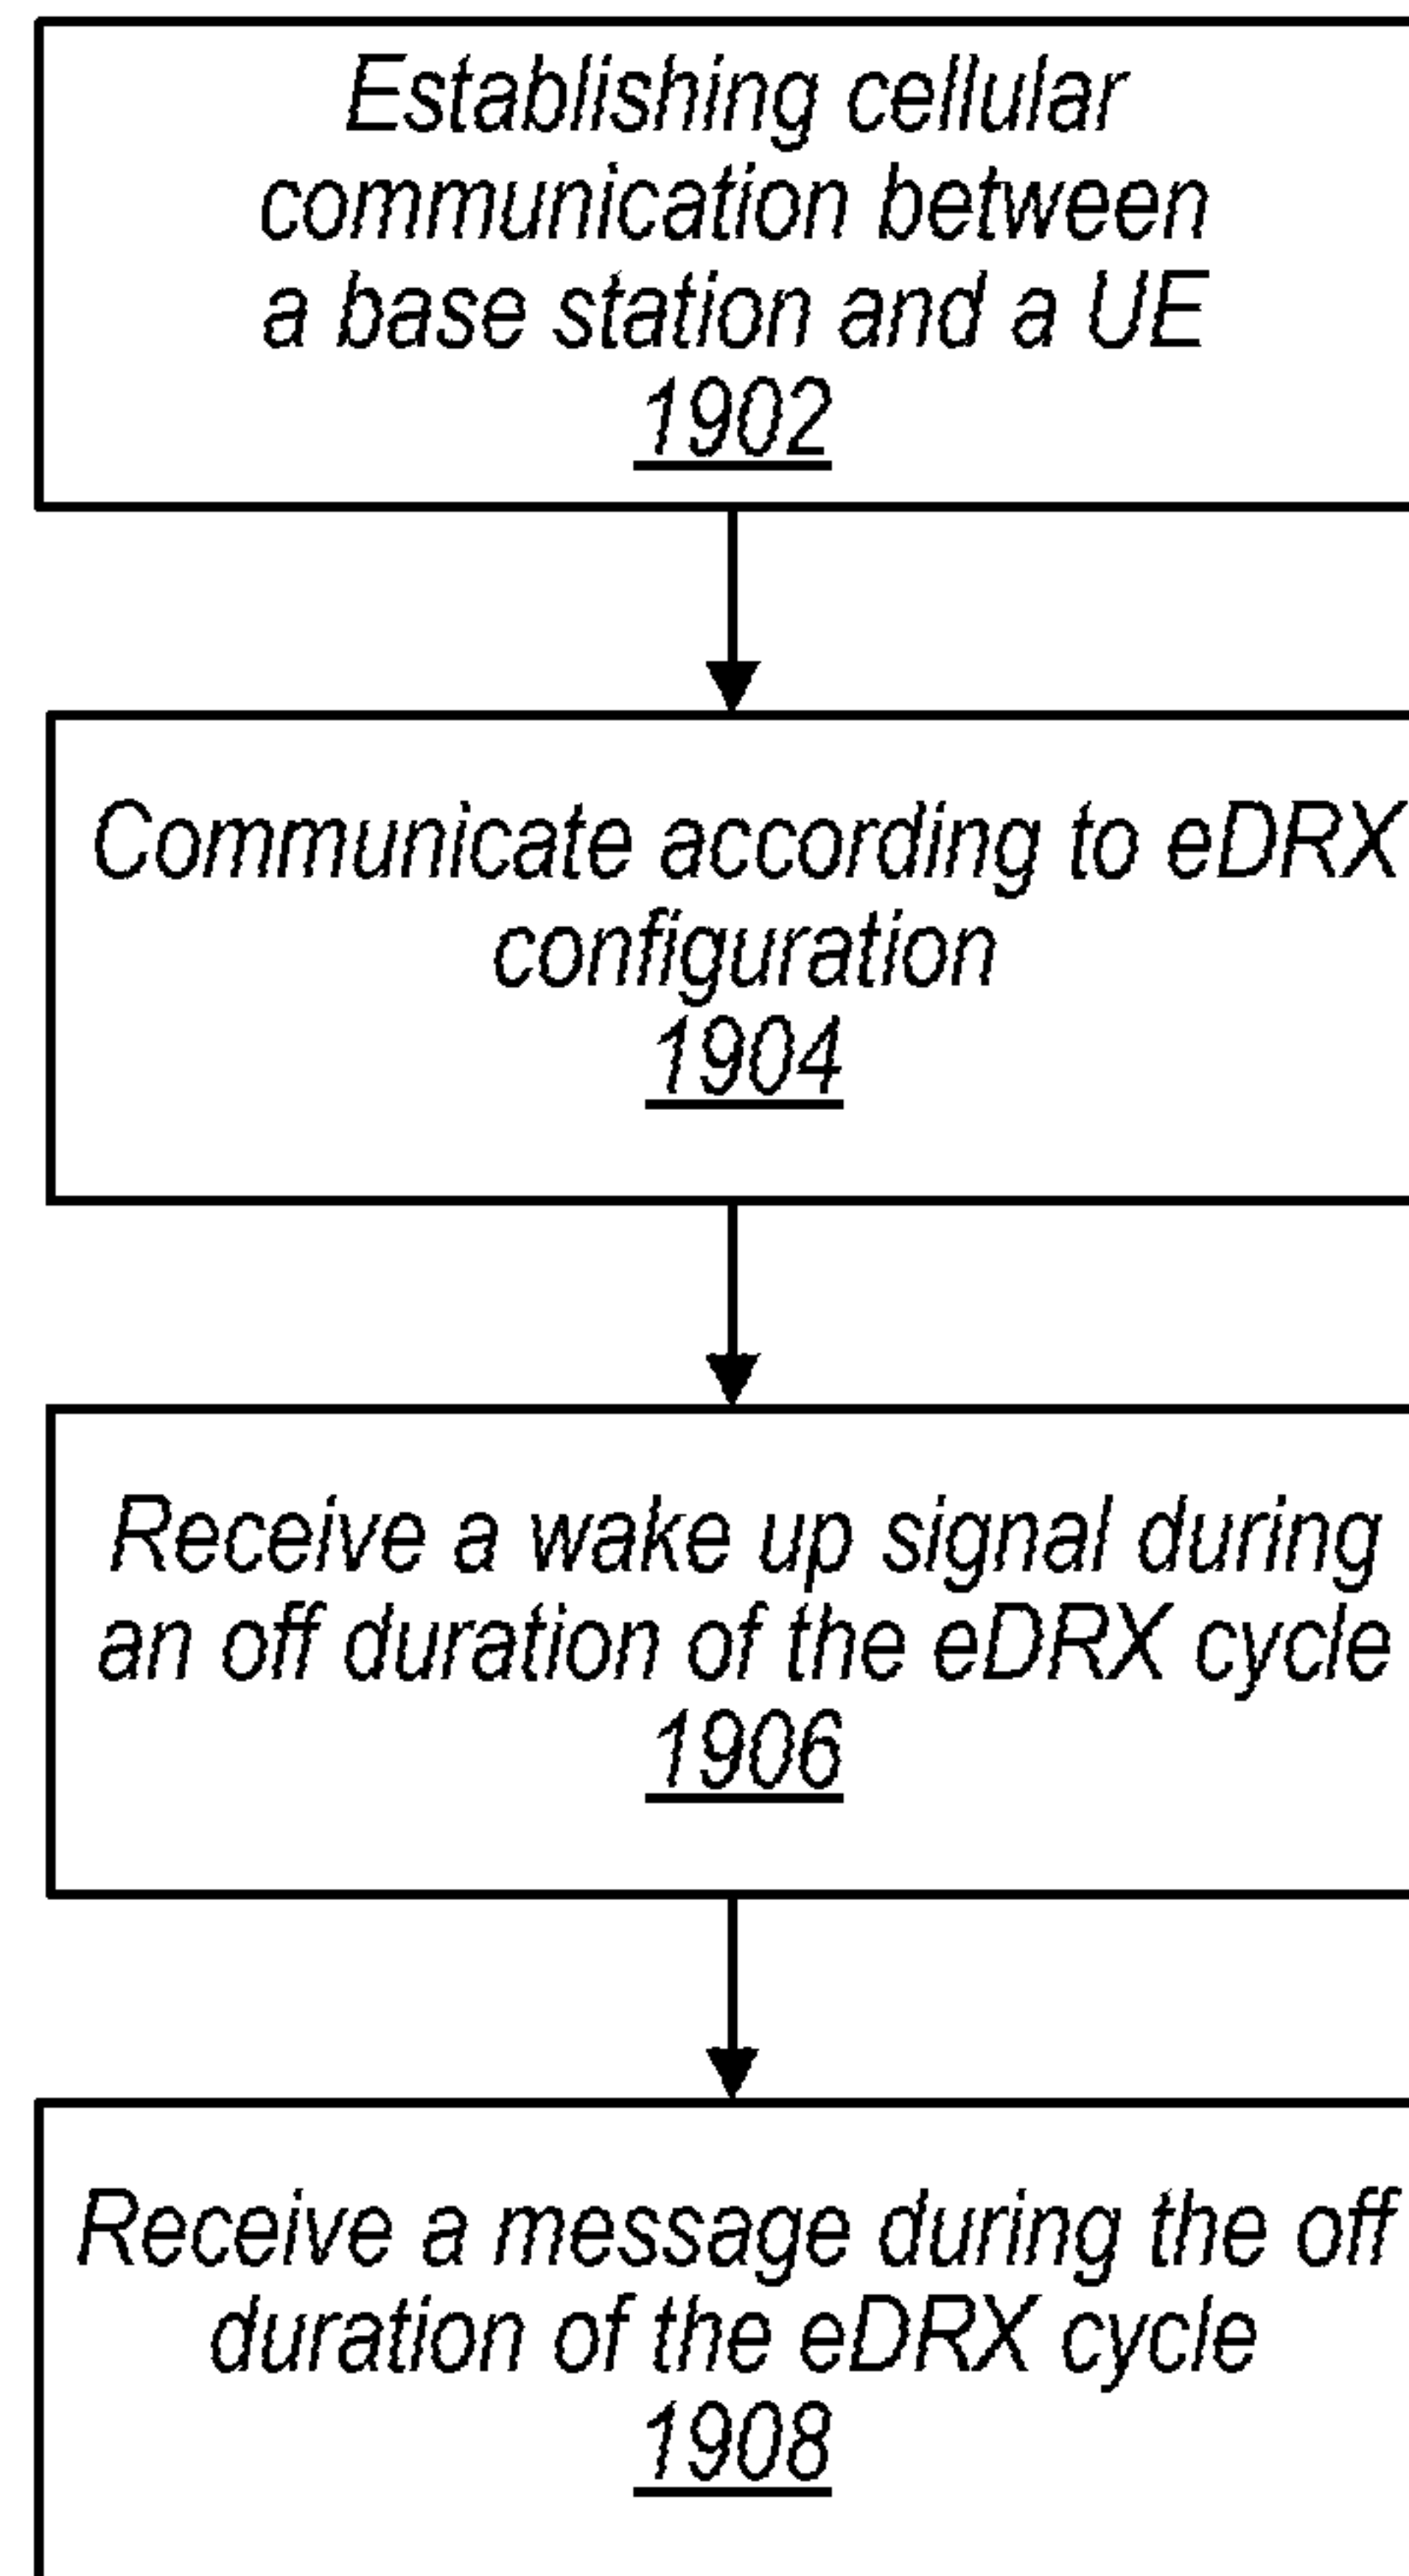 Establishing cellular
communication between
a base station and a UE
1902
Communicate according to eDRX
configuration
1904
Receive a wake up signal during
an off duration of the eDRX cycle
1906
Receive a message during the off
duration of the eDRX cycle
1908